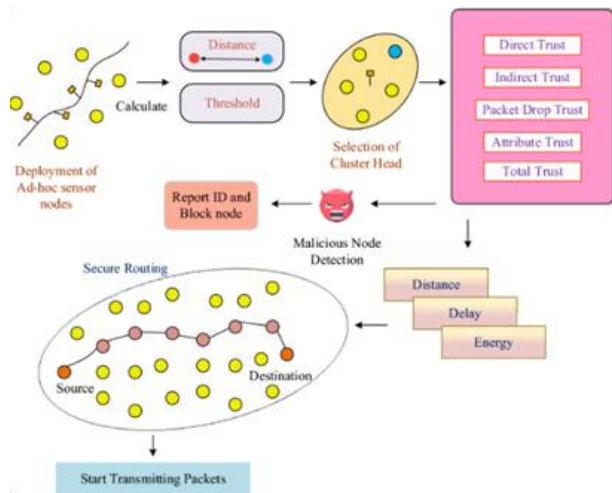 Distance
Threshold
Calculate
Deployment of
Ad-hoc sensor
nodes
Selection of
Cluster Head
Direct Trust
Indirect Trust
Packet Drop Trust
Attribute Trust
Total Trust
Report ID and
Block node
Malicious Node
Detection
Secure Routing
Distance
Delay
Energy
Source
Destination
Start Transmitting Packets